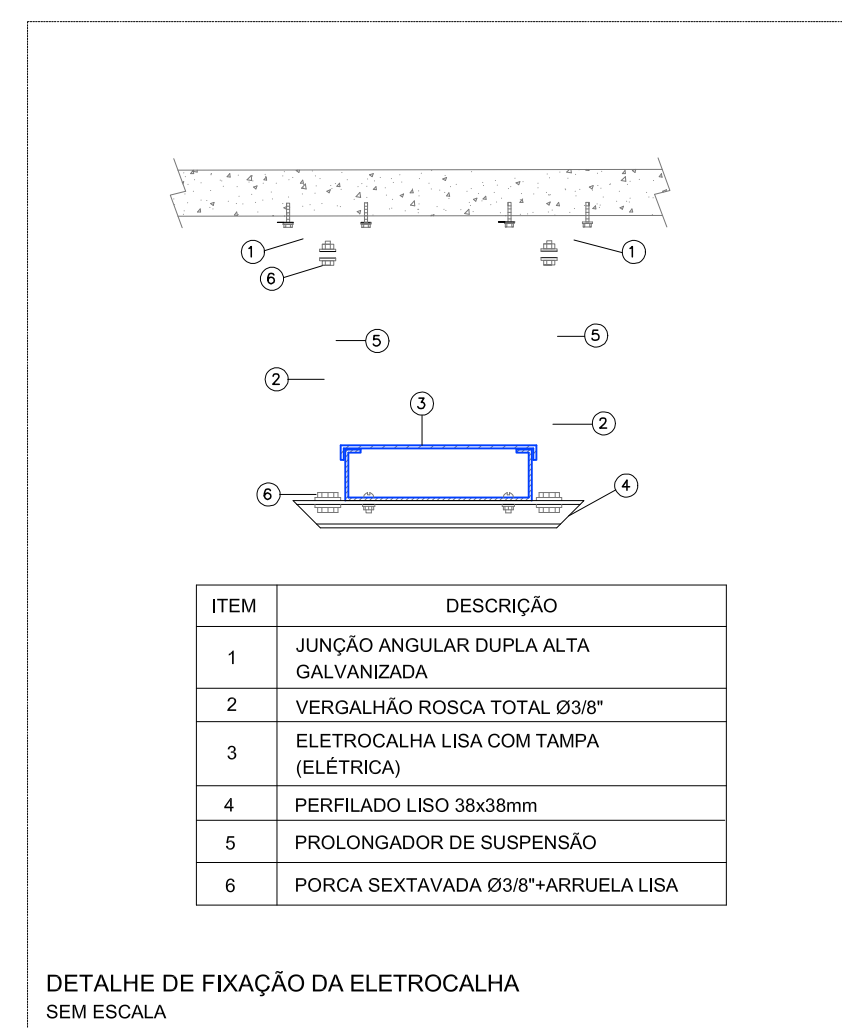 1
1
6
5
5
2
3
2
6
4
ITEM DESCRIÇÃO
1 JUNÇÃO ANGULAR DUPLA ALTA
GALVANIZADA
2 VERGALHÃO ROSCA TOTAL Ø3/8"
3 ELETROCALHA LISA COM TAMPA
(ELÉTRICA)
4 PERFILADO LISO 38x38mm
5 PROLONGADOR DE SUSPENSÃO
6 PORCA SEXTAVADA Ø3/8"+ARRUELA LISA
DETALHE DE FIXAÇÃO DA ELETROCALHA
SEM ESCALA